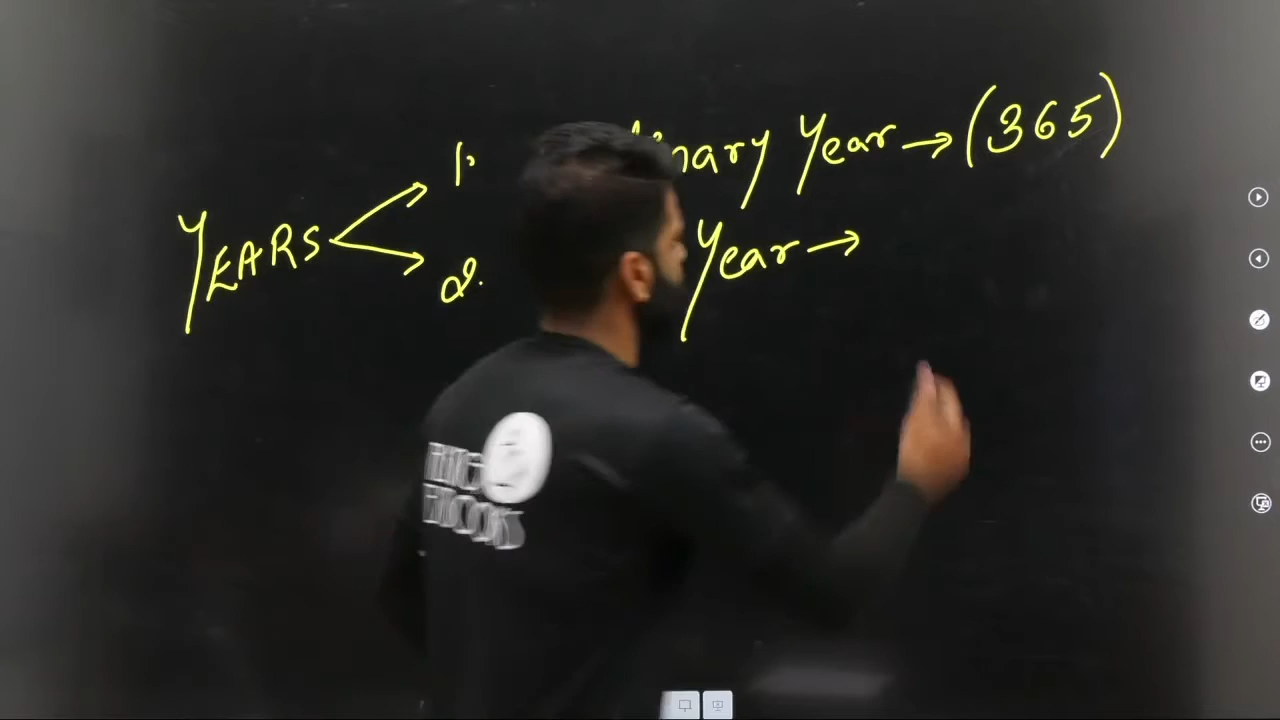 1. inary Year → (365)
YEARS
2. Year →